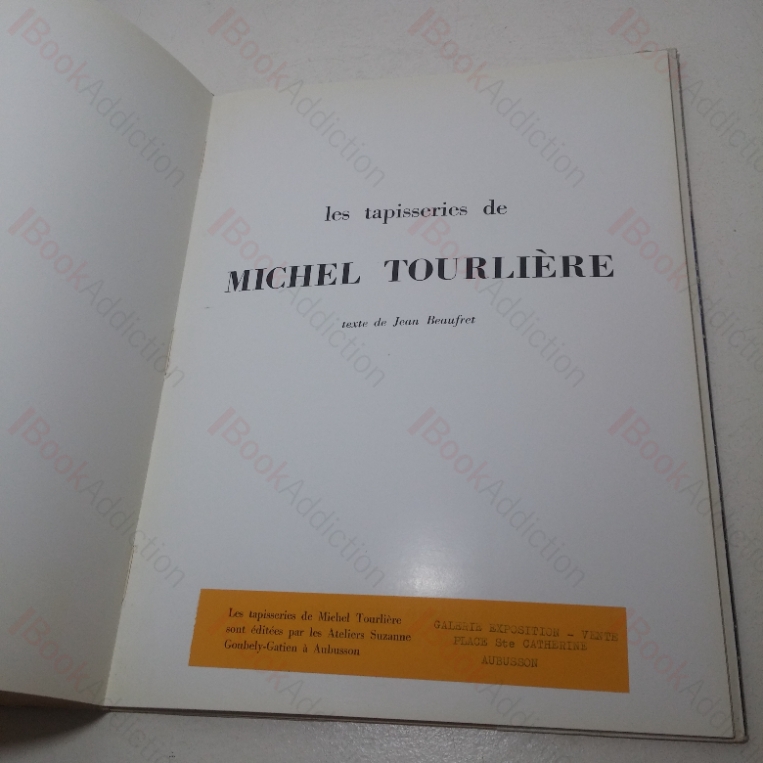 les tapisseries de
MICHEL TOURLIÈRE
texte de Jean Beaufret
Les tapisseries de Michel Tourlière
sont éditées par les Ateliers Suzanne
Goubely-Gatien à Aubusson
GALERIE EXPOSITION - VENTE
PLACE Ste CATHERINE
AUBUSSON
BookAddiction